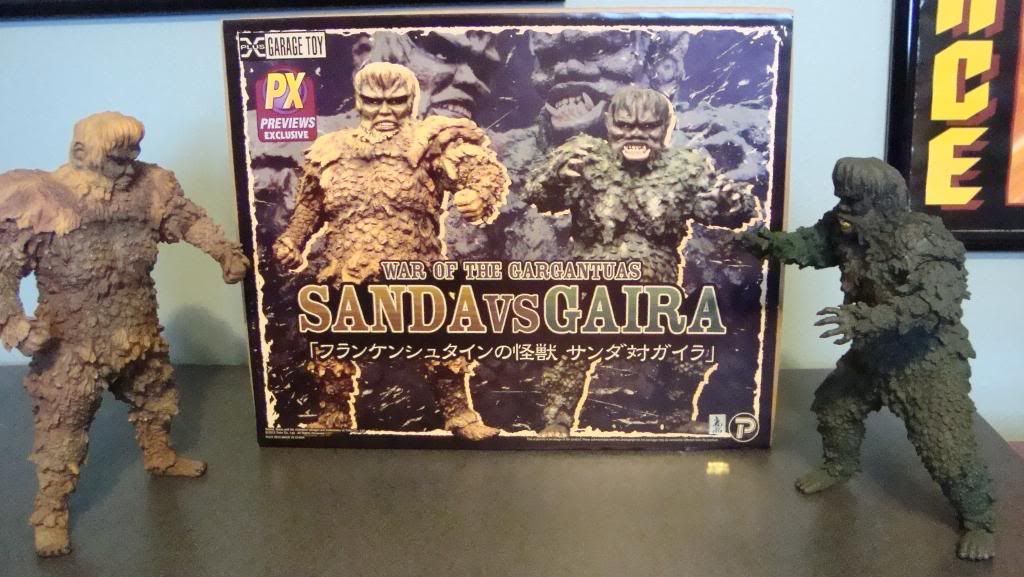 X PLUS GARAGE TOY
PX
PREVIEWS
EXCLUSIVE
WAR OF THE GARGANTUAS
SANDA VS GAIRA
「フランケンシュタインの怪獣 サンダ対ガイラ」
CE